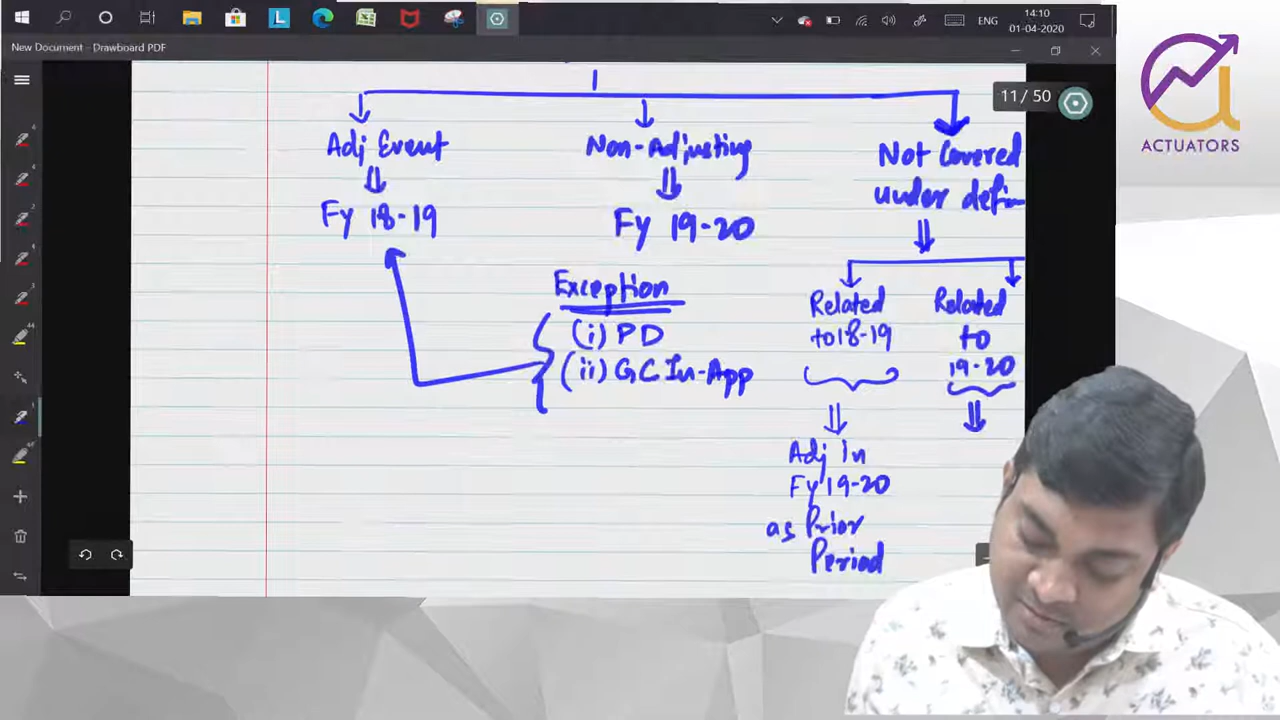 14:10
ENG
01-04-2020
New Document - Drawboard PDF
11 / 50
ACTUATORS
Adj Event
Non-Adjusting
Not Covered
under defin
Fy 18-19
Fy 19-20
Exception
(i) PD
(ii) GC In-App
Related
to 18-19
Related
to
19-20
Adj In
Fy 19-20
as Prior
Period